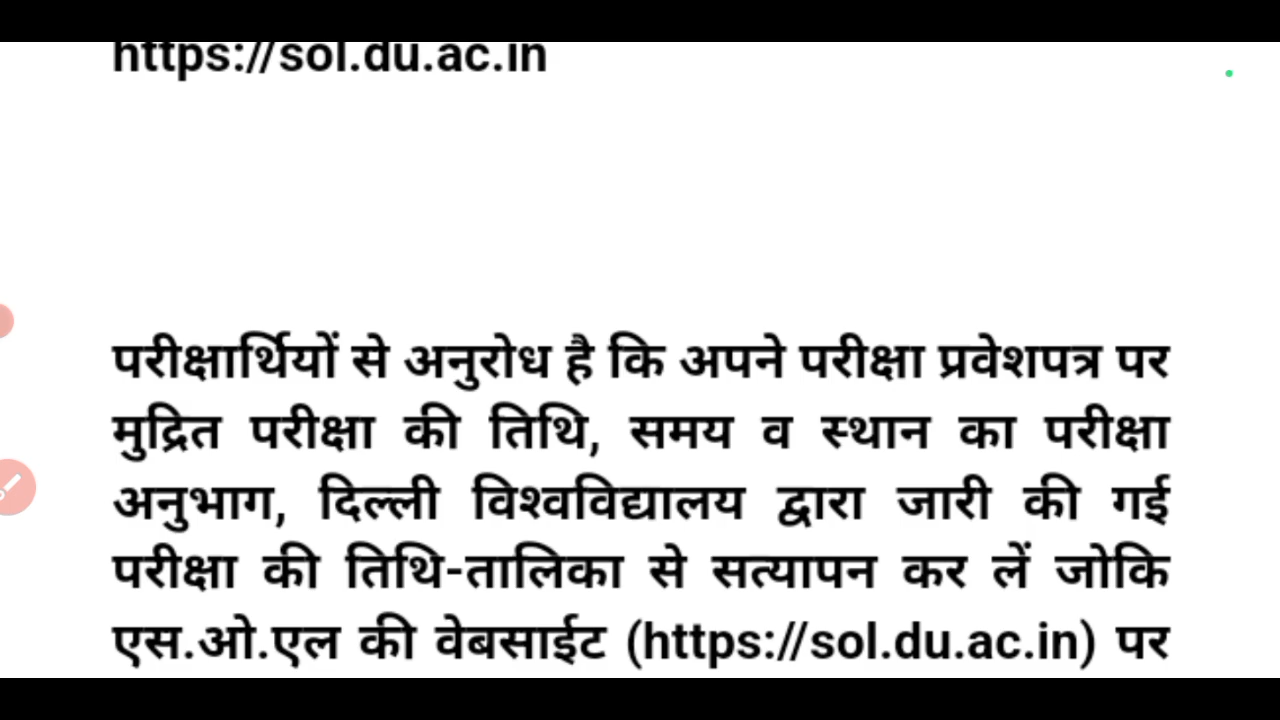 https://sol.du.ac.in
परीक्षार्थियों से अनुरोध है कि अपने परीक्षा प्रवेशपत्र पर
मुद्रित परीक्षा की तिथि, समय व स्थान का परीक्षा
अनुभाग, दिल्ली विश्वविद्यालय द्वारा जारी की गई
परीक्षा की तिथि-तालिका से सत्यापन कर लें जोकि
एस.ओ.एल की वेबसाईट (https://sol.du.ac.in) पर